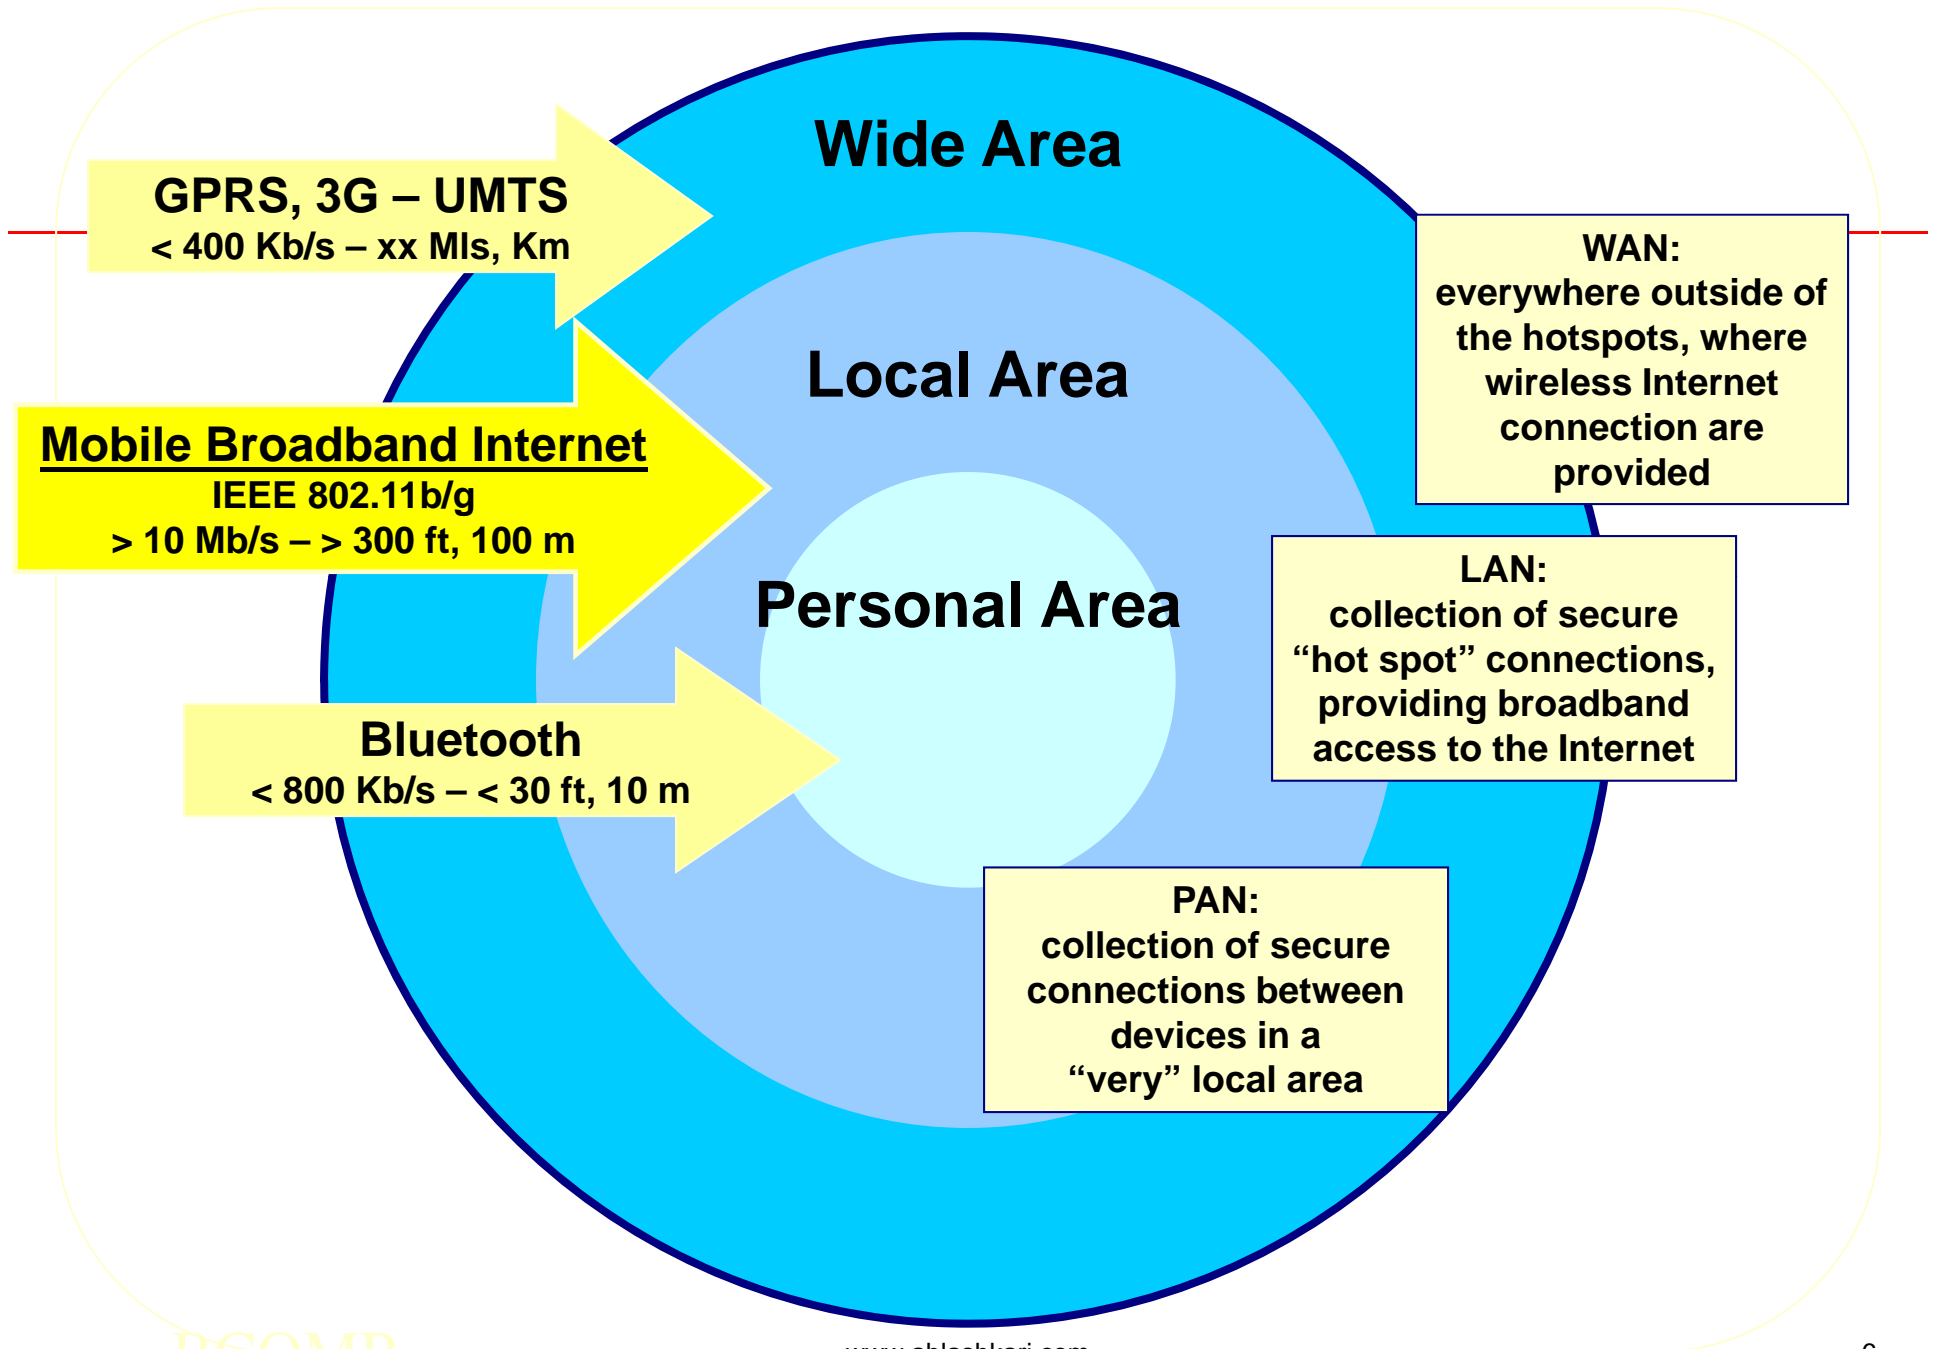 Wide Area
GPRS, 3G – UMTS
< 400 Kb/s – xx Mls, Km
WAN:
everywhere outside of
the hotspots, where
wireless Internet
connection are
provided
Local Area
Mobile Broadband Internet
IEEE 802.11b/g
> 10 Mb/s – > 300 ft, 100 m
LAN:
collection of secure
“hot spot” connections,
providing broadband
access to the Internet
Personal Area
Bluetooth
< 800 Kb/s – < 30 ft, 10 m
PAN:
collection of secure
connections between
devices in a
“very” local area
www.ahlashkari.com